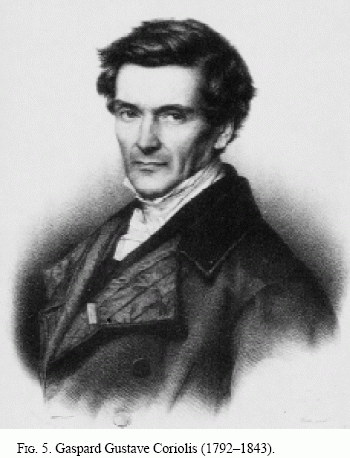 FIG. 5. Gaspard Gustave Coriolis (1792–1843).